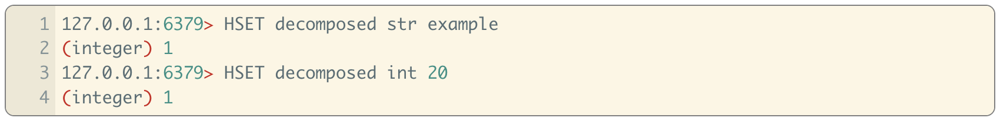 1 127.0.0.1:6379> HSET decomposed str example
2 (integer) 1
3 127.0.0.1:6379> HSET decomposed int 20
4 (integer) 1